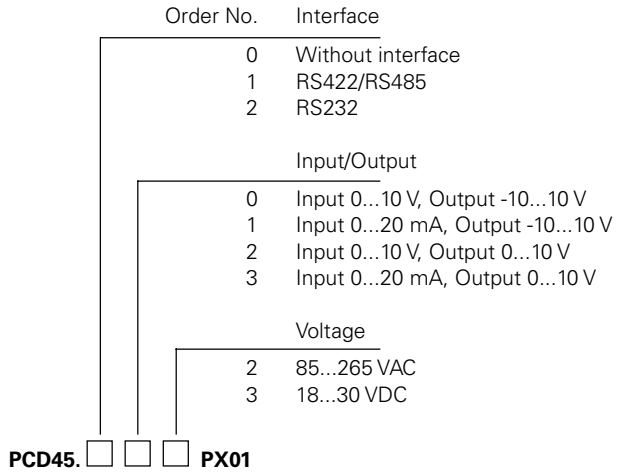 Order No. Interface
0 Without interface
1 RS422/RS485
2 RS232
Input/Output
0 Input 0...10 V, Output -10...10 V
1 Input 0...20 mA, Output -10...10 V
2 Input 0...10 V, Output 0...10 V
3 Input 0...20 mA, Output 0...10 V
Voltage
2 85...265 VAC
3 18...30 VDC
PCD45. □ □ □ PX01